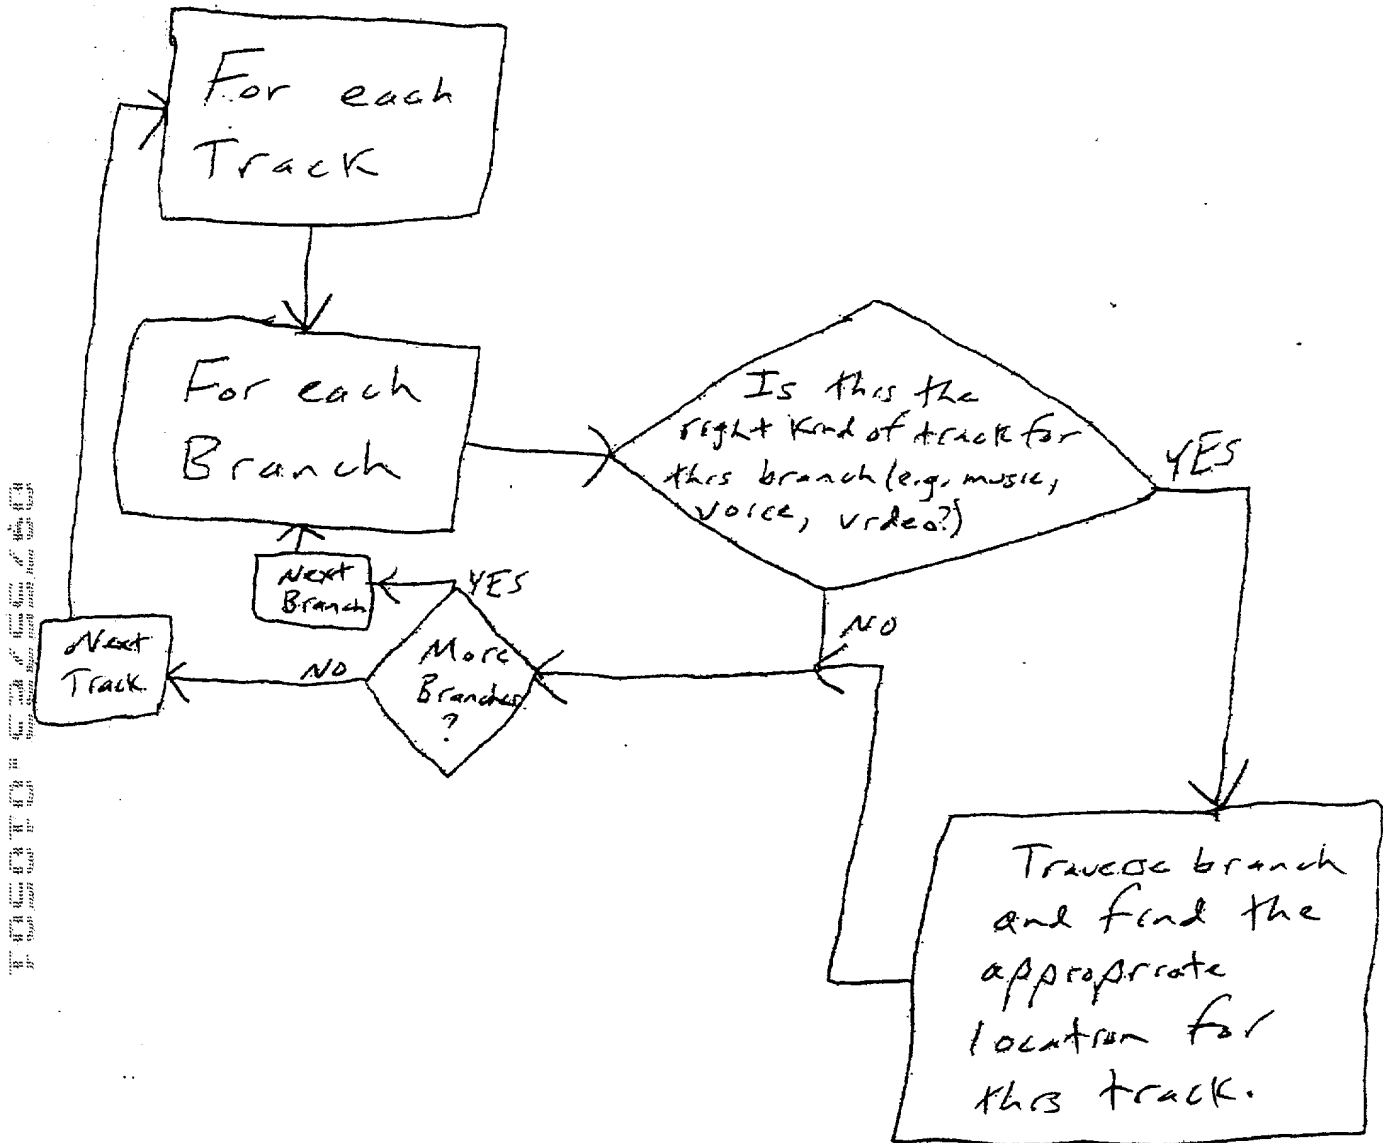 For each
Track
For each
Branch
Is this the
right kind of track for
this branch (e.g., music,
voice, video?)
YES
NO
Next
Branch
YES
More
Branches
?
NO
Next
Track
Traverse branch
and find the
appropriate
location for
this track.